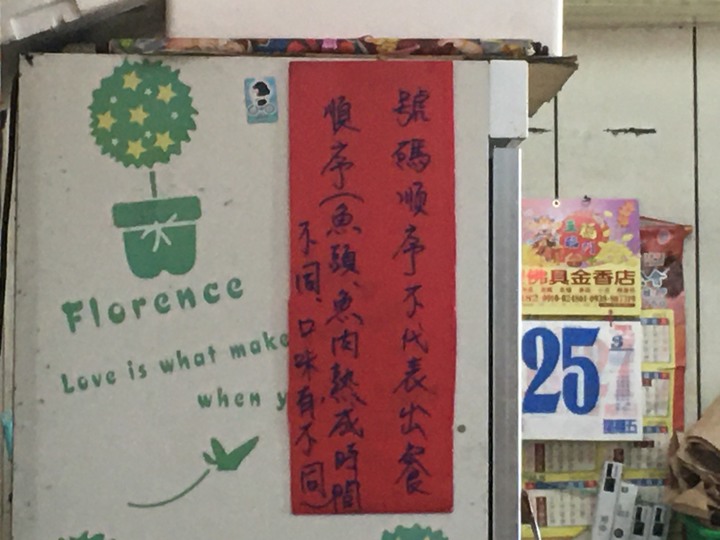 號碼順序不代表出餐
順序(魚頭、魚肉熟成時間
不同、口味有不同)
Florence
Love is what make
when y
佛具金香店
25
3